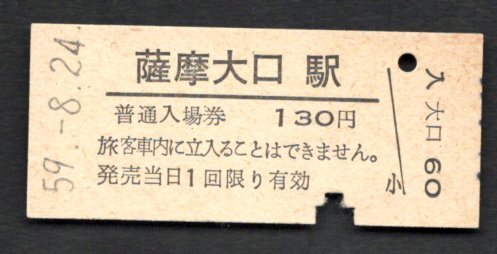 59.-8.24.
薩摩大口駅
普通入場券 130円
旅客車内に立入ることはできません。
発売当日1回限り有効
小
入 大口 60